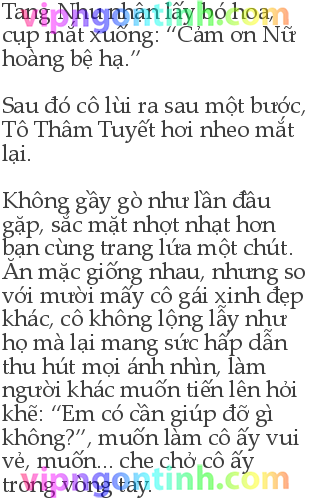 Tang Nhu nhận lấy bó hoa,
cụp mắt xuống: “Cảm ơn Nữ
hoàng bệ hạ.”
Sau đó cô lùi ra sau một bước,
Tô Thâm Tuyết hơi nheo mắt
lại.
Không gầy gò như lần đầu
gặp, sắc mặt nhợt nhạt hơn
bạn cùng trang lứa một chút.
Ăn mặc giống nhau, nhưng so
với mười mấy cô gái xinh đẹp
khác, cô không lộng lẫy như
họ mà lại mang sức hấp dẫn
thu hút mọi ánh nhìn, làm
người khác muốn tiến lên hỏi
khẽ: “Em có cần giúp đỡ gì
không?”, muốn làm cô ấy vui
vẻ, muốn... che chở cô ấy
trong vòng tay.
vipngontinh.com
vipngontinh.com